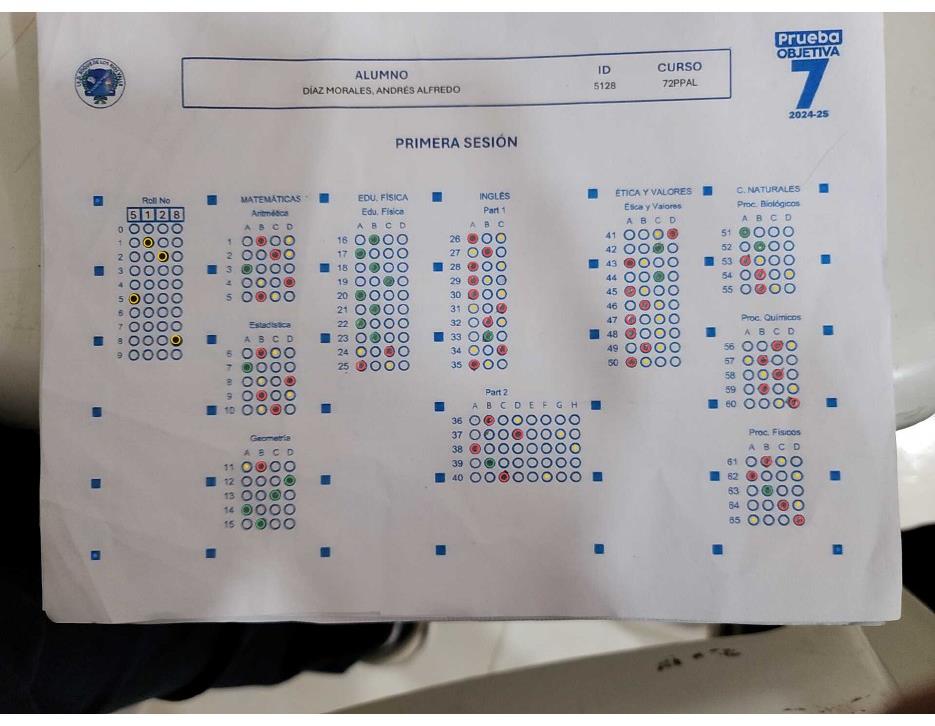 Prueba
OBJETIVA
7
2024-25
ALUMNO
DÍAZ MORALES, ANDRÉS ALFREDO
ID
5128
CURSO
72PPAL
PRIMERA SESIÓN
Roll No
5 1 2 8
0
1
2
3
4
5
6
7
8
9
MATEMÁTICAS
Aritmética
A B C D
1
2
3
4
5
Estadística
A B C D
6
7
8
9
10
Geometría
A B C D
11
12
13
14
15
EDU. FÍSICA
Edu. Física
A B C D
16
17
18
19
20
21
22
23
24
25
INGLÉS
Part 1
A B C
26
27
28
29
30
31
32
33
34
35
Part 2
A B C D E F G H
36
37
38
39
40
ÉTICA Y VALORES
Ética y Valores
A B C D
41
42
43
44
45
46
47
48
49
50
C. NATURALES
Proc. Biológicos
A B C D
51
52
53
54
55
Proc. Químicos
A B C D
56
57
58
59
60
Proc. Físicos
A B C D
61
62
63
64
65